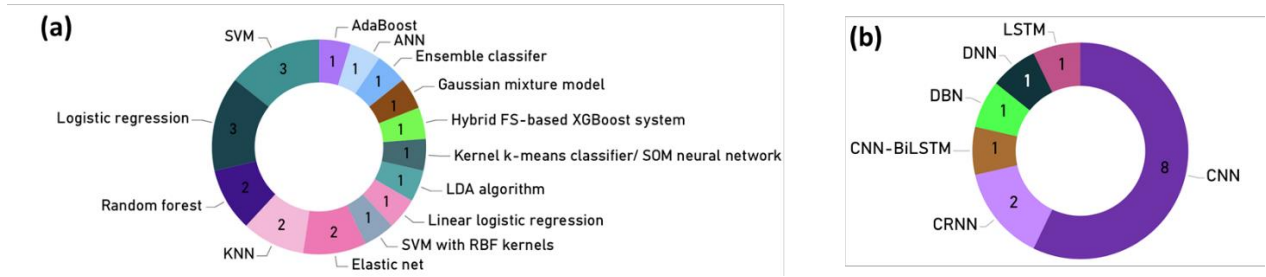 (a)
AdaBoost
1
ANN
1
Ensemble classifer
1
Gaussian mixture model
1
Hybrid FS-based XGBoost system
1
Kernel k-means classifier/ SOM neural network
1
LDA algorithm
1
Linear logistic regression
1
SVM with RBF kernels
1
Elastic net
2
KNN
2
Random forest
2
Logistic regression
3
SVM
3
(b)
LSTM
1
DNN
1
DBN
1
CNN-BiLSTM
1
CRNN
2
CNN
8